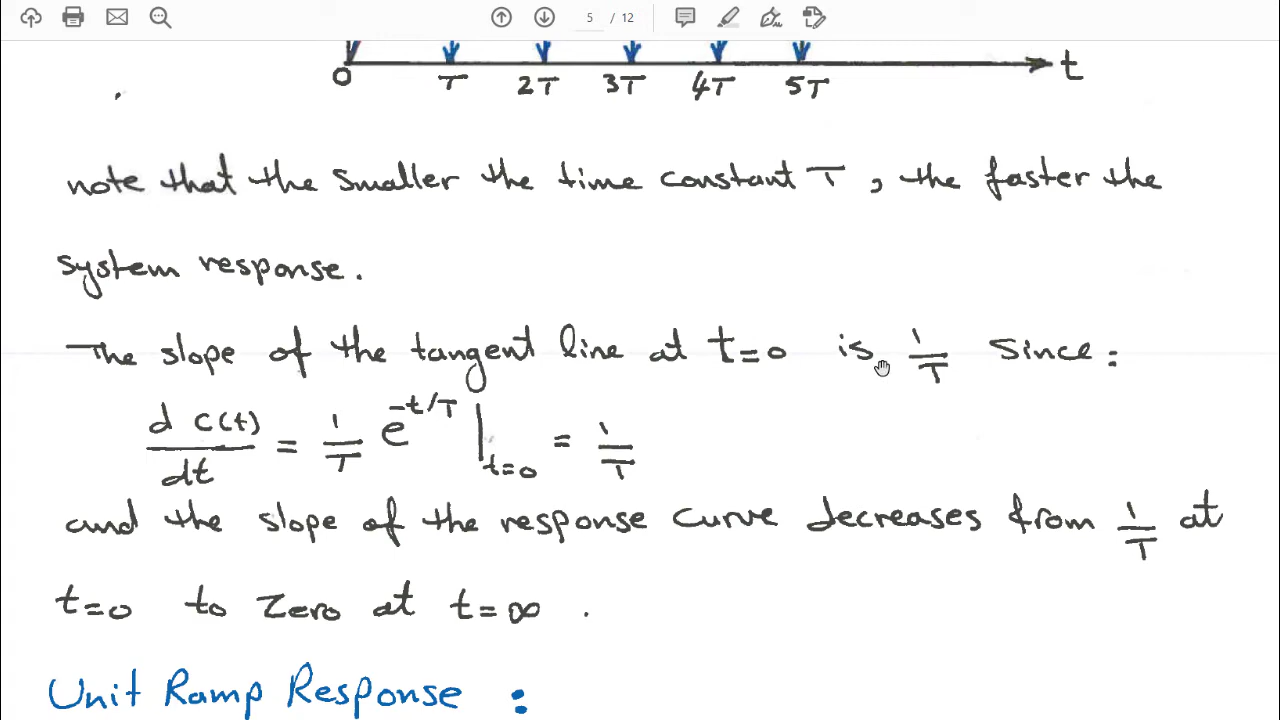 5 / 12
0 T 2T 3T 4T 5T t
note that the smaller the time constant T, the faster the
system response.
The slope of the tangent line at t=0 is 1/T since:
d c(t)/dt = 1/T e^-t/T |t=0 = 1/T
and the slope of the response curve decreases from 1/T at
t=0 to zero at t=∞ .
Unit Ramp Response :